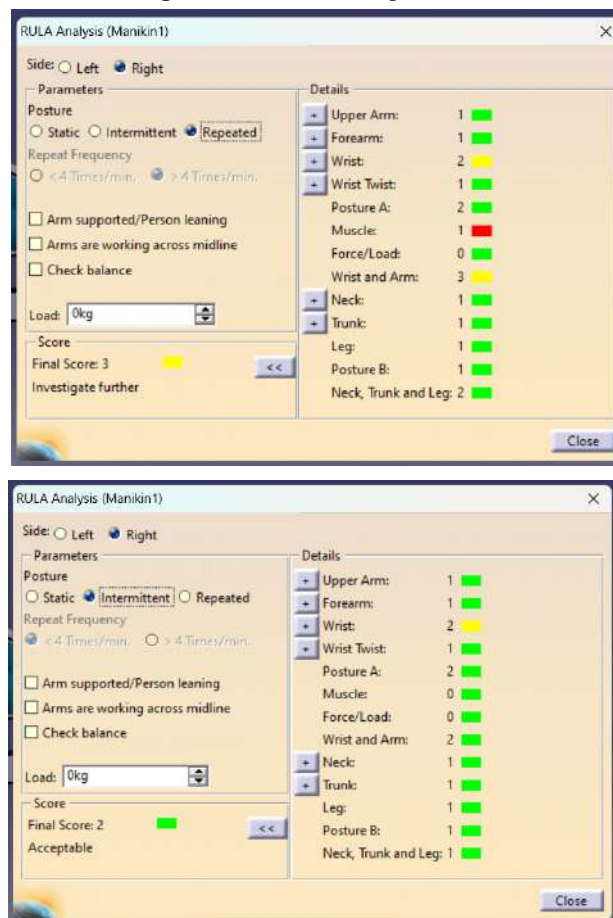 RULA Analysis (Manikin1)
Side: Left Right
Parameters
Posture
Static Intermittent Repeated
Repeat Frequency
<4 Times/min. >4 Times/min.
Arm supported/Person leaning
Arms are working across midline
Check balance
Load: 0kg
Score
Final Score: 3
<<
Investigate further
Details
+ Upper Arm: 1
+ Forearm: 1
+ Wrist: 2
+ Wrist Twist: 1
Posture A: 2
Muscle: 1
Force/Load: 0
Wrist and Arm: 3
+ Neck: 1
+ Trunk: 1
Leg: 1
Posture B: 1
Neck, Trunk and Leg: 2
Close
RULA Analysis (Manikin1)
Side: Left Right
Parameters
Posture
Static Intermittent Repeated
Repeat Frequency
<4 Times/min. >4 Times/min.
Arm supported/Person leaning
Arms are working across midline
Check balance
Load: 0kg
Score
Final Score: 2
<<
Acceptable
Details
+ Upper Arm: 1
+ Forearm: 1
+ Wrist: 2
+ Wrist Twist: 1
Posture A: 2
Muscle: 0
Force/Load: 0
Wrist and Arm: 2
+ Neck: 1
+ Trunk: 1
Leg: 1
Posture B: 1
Neck, Trunk and Leg: 1
Close